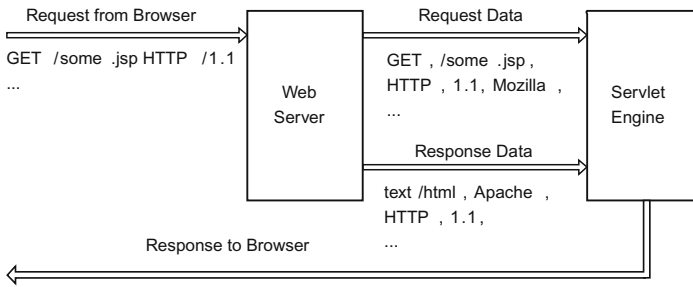 Request from Browser
GET /some .jsp HTTP /1.1
...
Web
Server
Request Data
GET , /some .jsp ,
HTTP , 1.1, Mozilla ,
...
Response Data
text /html , Apache ,
HTTP , 1.1,
...
Servlet
Engine
Response to Browser